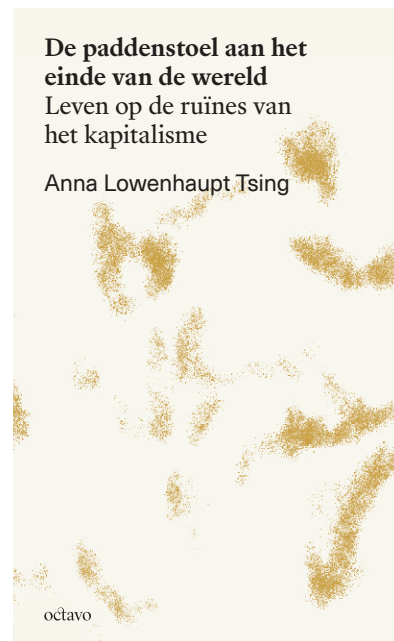 De paddenstoel aan het
einde van de wereld
Leven op de ruïnes van
het kapitalisme
Anna Lowenhaupt Tsing
octavo